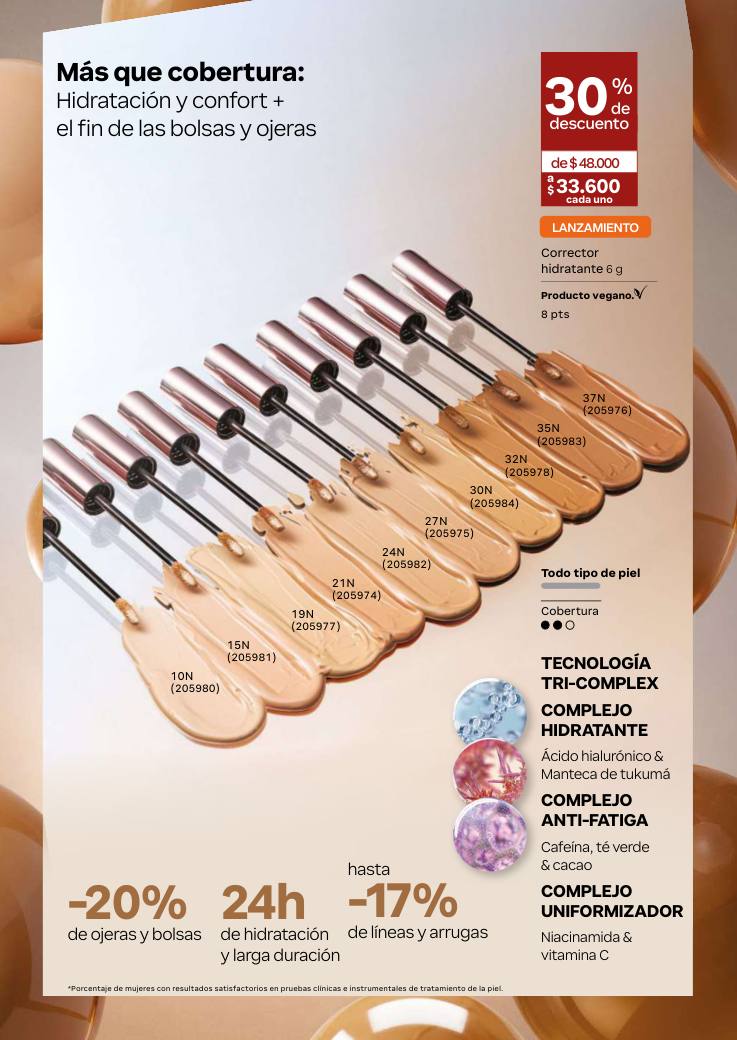 Más que cobertura:
Hidratación y confort +
el fin de las bolsas y ojeras
30%
de
descuento
de $ 48.000
a
$ 33.600
cada uno
LANZAMIENTO
Corrector
hidratante 6 g
Producto vegano.
8 pts
37N
(205976)
35N
(205983)
32N
(205978)
30N
(205984)
27N
(205975)
24N
(205982)
21N
(205974)
19N
(205977)
15N
(205981)
10N
(205980)
Todo tipo de piel
Cobertura
TECNOLOGÍA
TRI-COMPLEX
COMPLEJO
HIDRATANTE
Ácido hialurónico &
Manteca de tukumá
COMPLEJO
ANTI-FATIGA
Cafeína, té verde
& cacao
COMPLEJO
UNIFORMIZADOR
Niacinamida &
vitamina C
-20%
de ojeras y bolsas
24h
de hidratación
y larga duración
hasta
-17%
de líneas y arrugas
*Porcentaje de mujeres con resultados satisfactorios en pruebas clínicas e instrumentales de tratamiento de la piel.